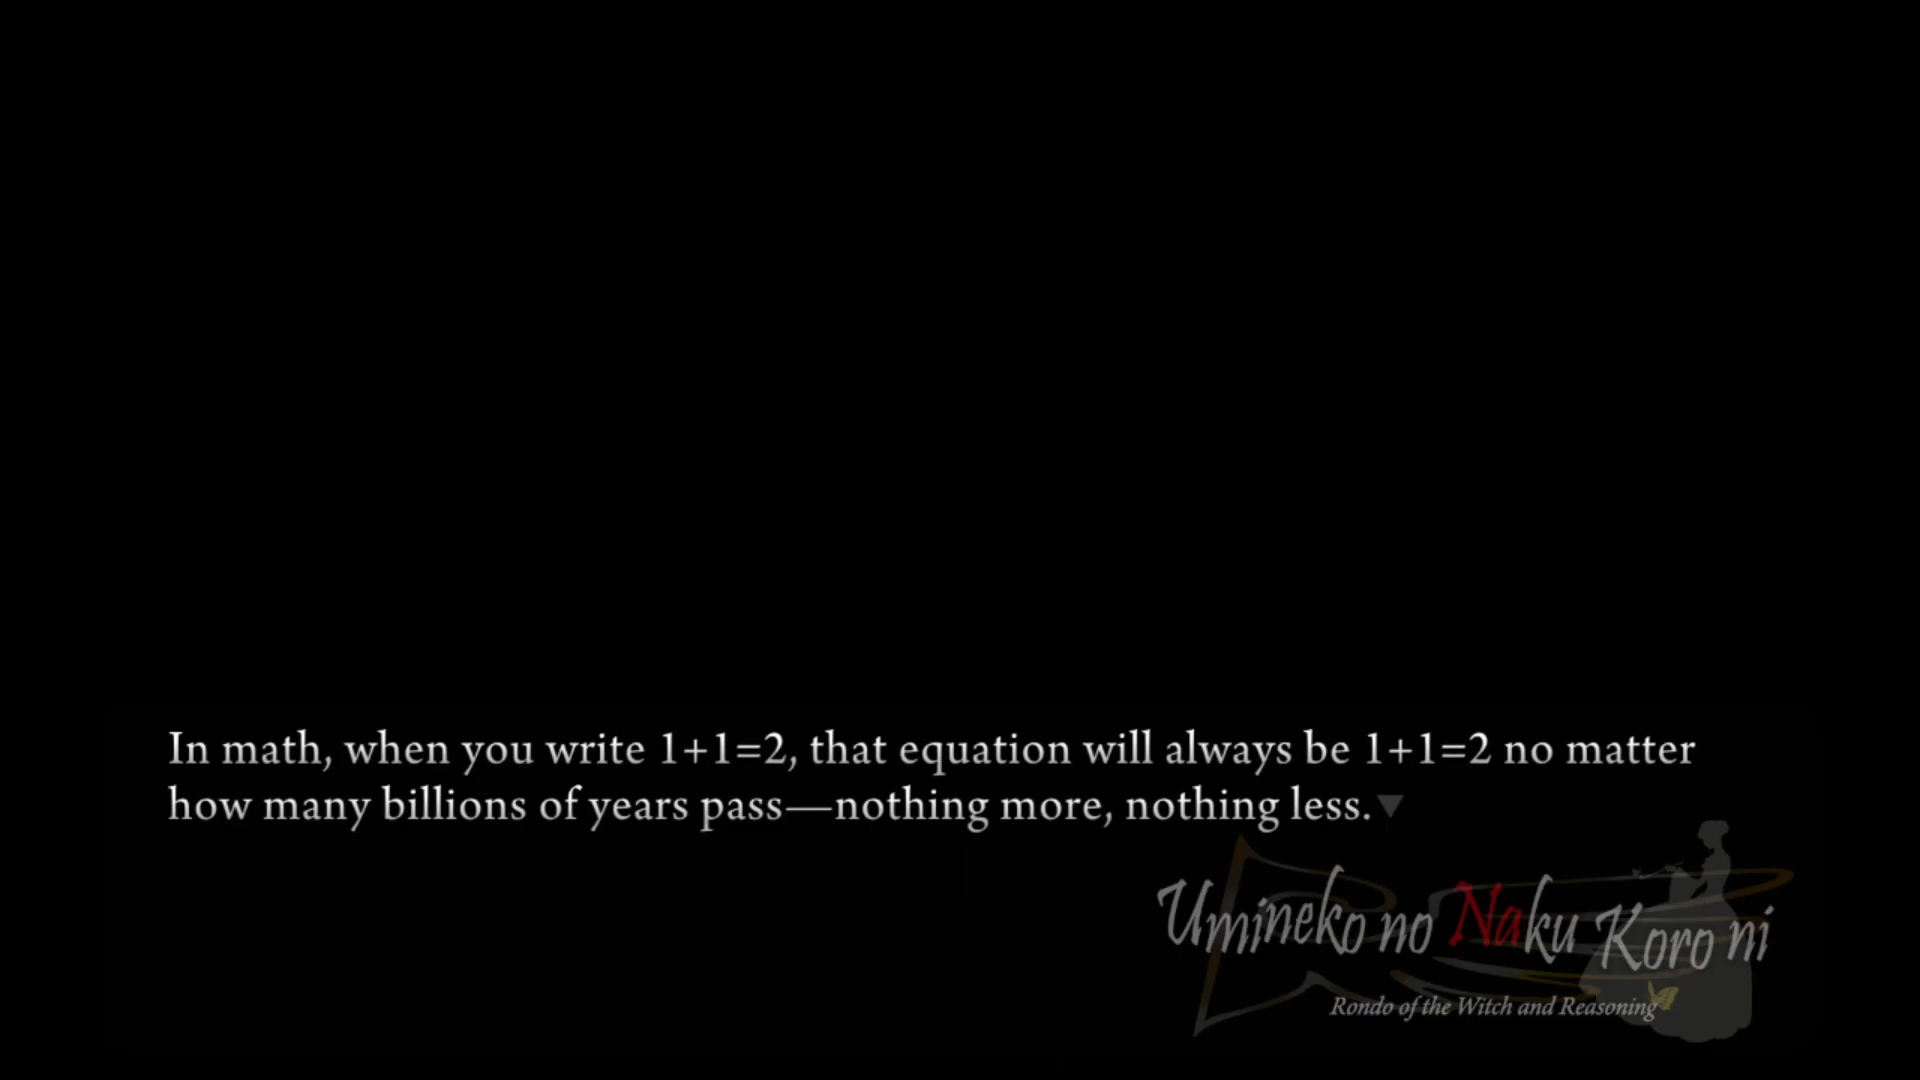 In math, when you write 1+1=2, that equation will always be 1+1=2 no matter
how many billions of years pass—nothing more, nothing less.
Umineko no Naku Koro ni
Rondo of the Witch and Reasoning